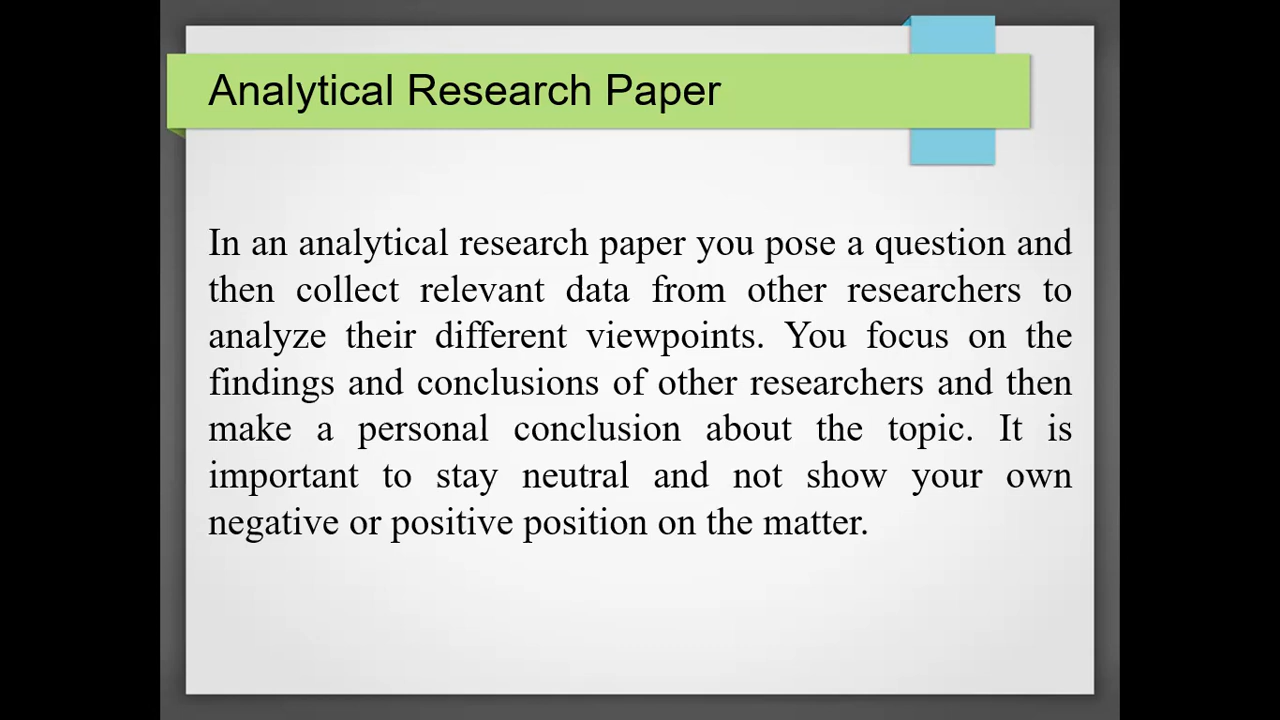 Analytical Research Paper
In an analytical research paper you pose a question and
then collect relevant data from other researchers to
analyze their different viewpoints. You focus on the
findings and conclusions of other researchers and then
make a personal conclusion about the topic. It is
important to stay neutral and not show your own
negative or positive position on the matter.